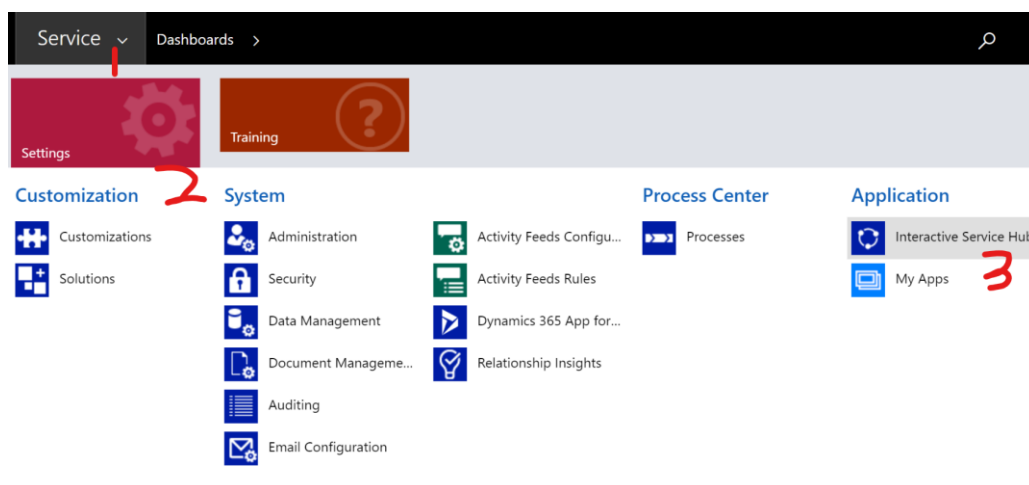 Service Dashboards >
1
Settings
Training
2
Customization System Process Center Application
Customizations Administration Activity Feeds Configu... Processes Interactive Service Hub
Solutions Security Activity Feeds Rules My Apps 3
Data Management Dynamics 365 App for...
Document Manageme... Relationship Insights
Auditing
Email Configuration